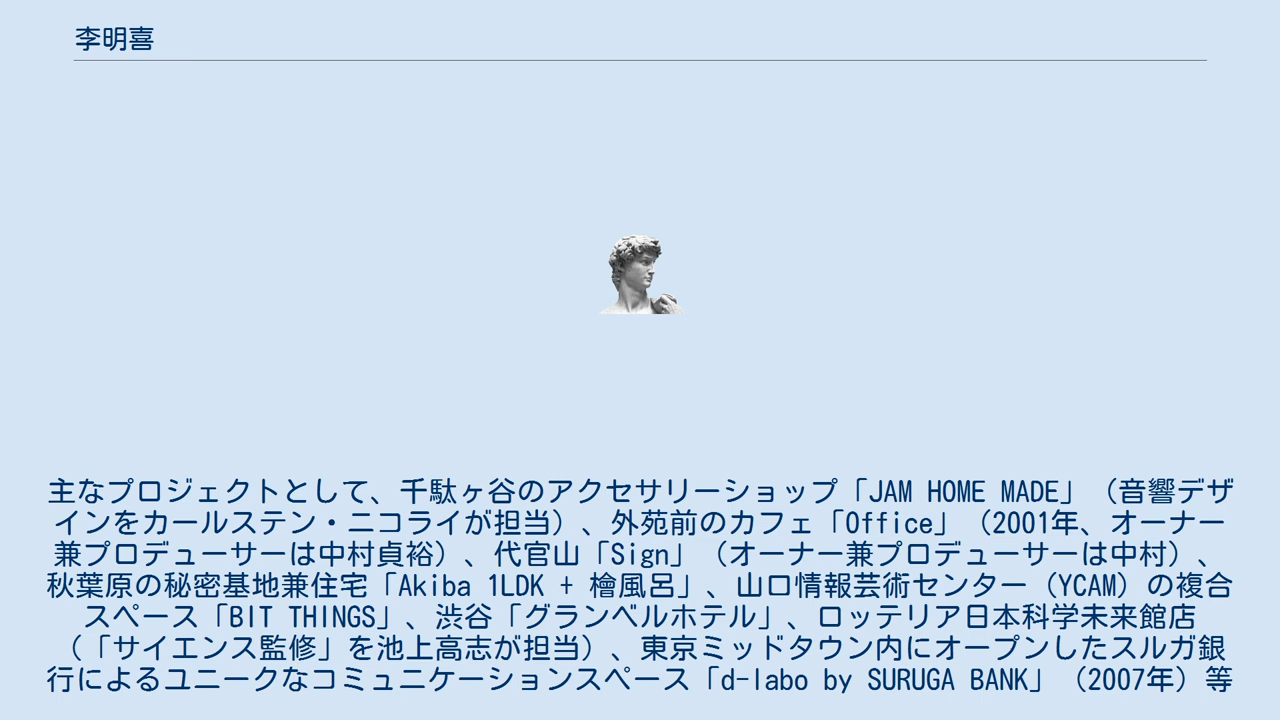 李明喜
主なプロジェクトとして、千駄ヶ谷のアクセサリーショップ「JAM HOME MADE」（音響デザ
インをカールステン・ニコライが担当）、外苑前のカフェ「Office」（2001年、オーナー
兼プロデューサーは中村貞裕）、代官山「Sign」（オーナー兼プロデューサーは中村）、
秋葉原の秘密基地兼住宅「Akiba 1LDK + 檜風呂」、山口情報芸術センター（YCAM）の複合
スペース「BIT THINGS」、渋谷「グランベルホテル」、ロッテリア日本科学未来館店
（「サイエンス監修」を池上高志が担当）、東京ミッドタウン内にオープンしたスルガ銀
行によるユニークなコミュニケーションスペース「d-labo by SURUGA BANK」（2007年）等